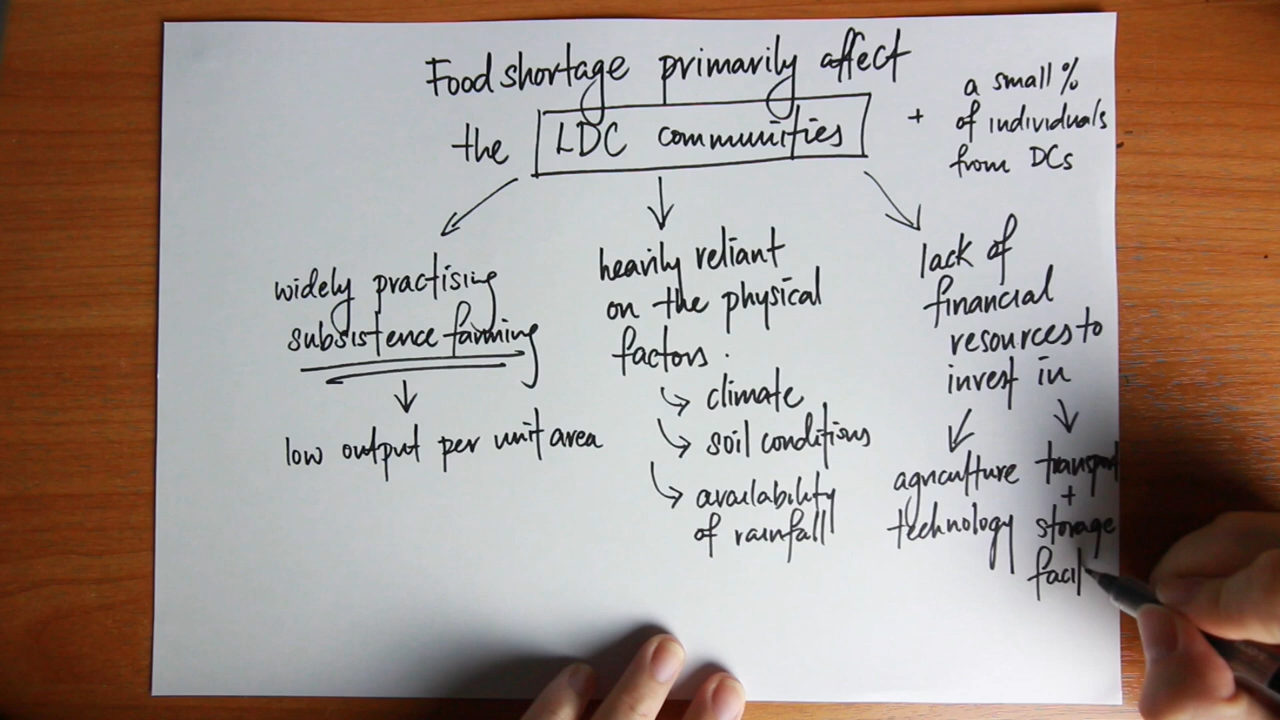 Food shortage primarily affect
the LDC communities
+ a small %
of individuals
from DCs
widely practising
subsistence farming
low output per unit area
heavily reliant
on the physical
factors.
climate
soil conditions
availability
of rainfall
lack of
financial
resources to
invest in
agriculture
technology
transport
+
storage
facil